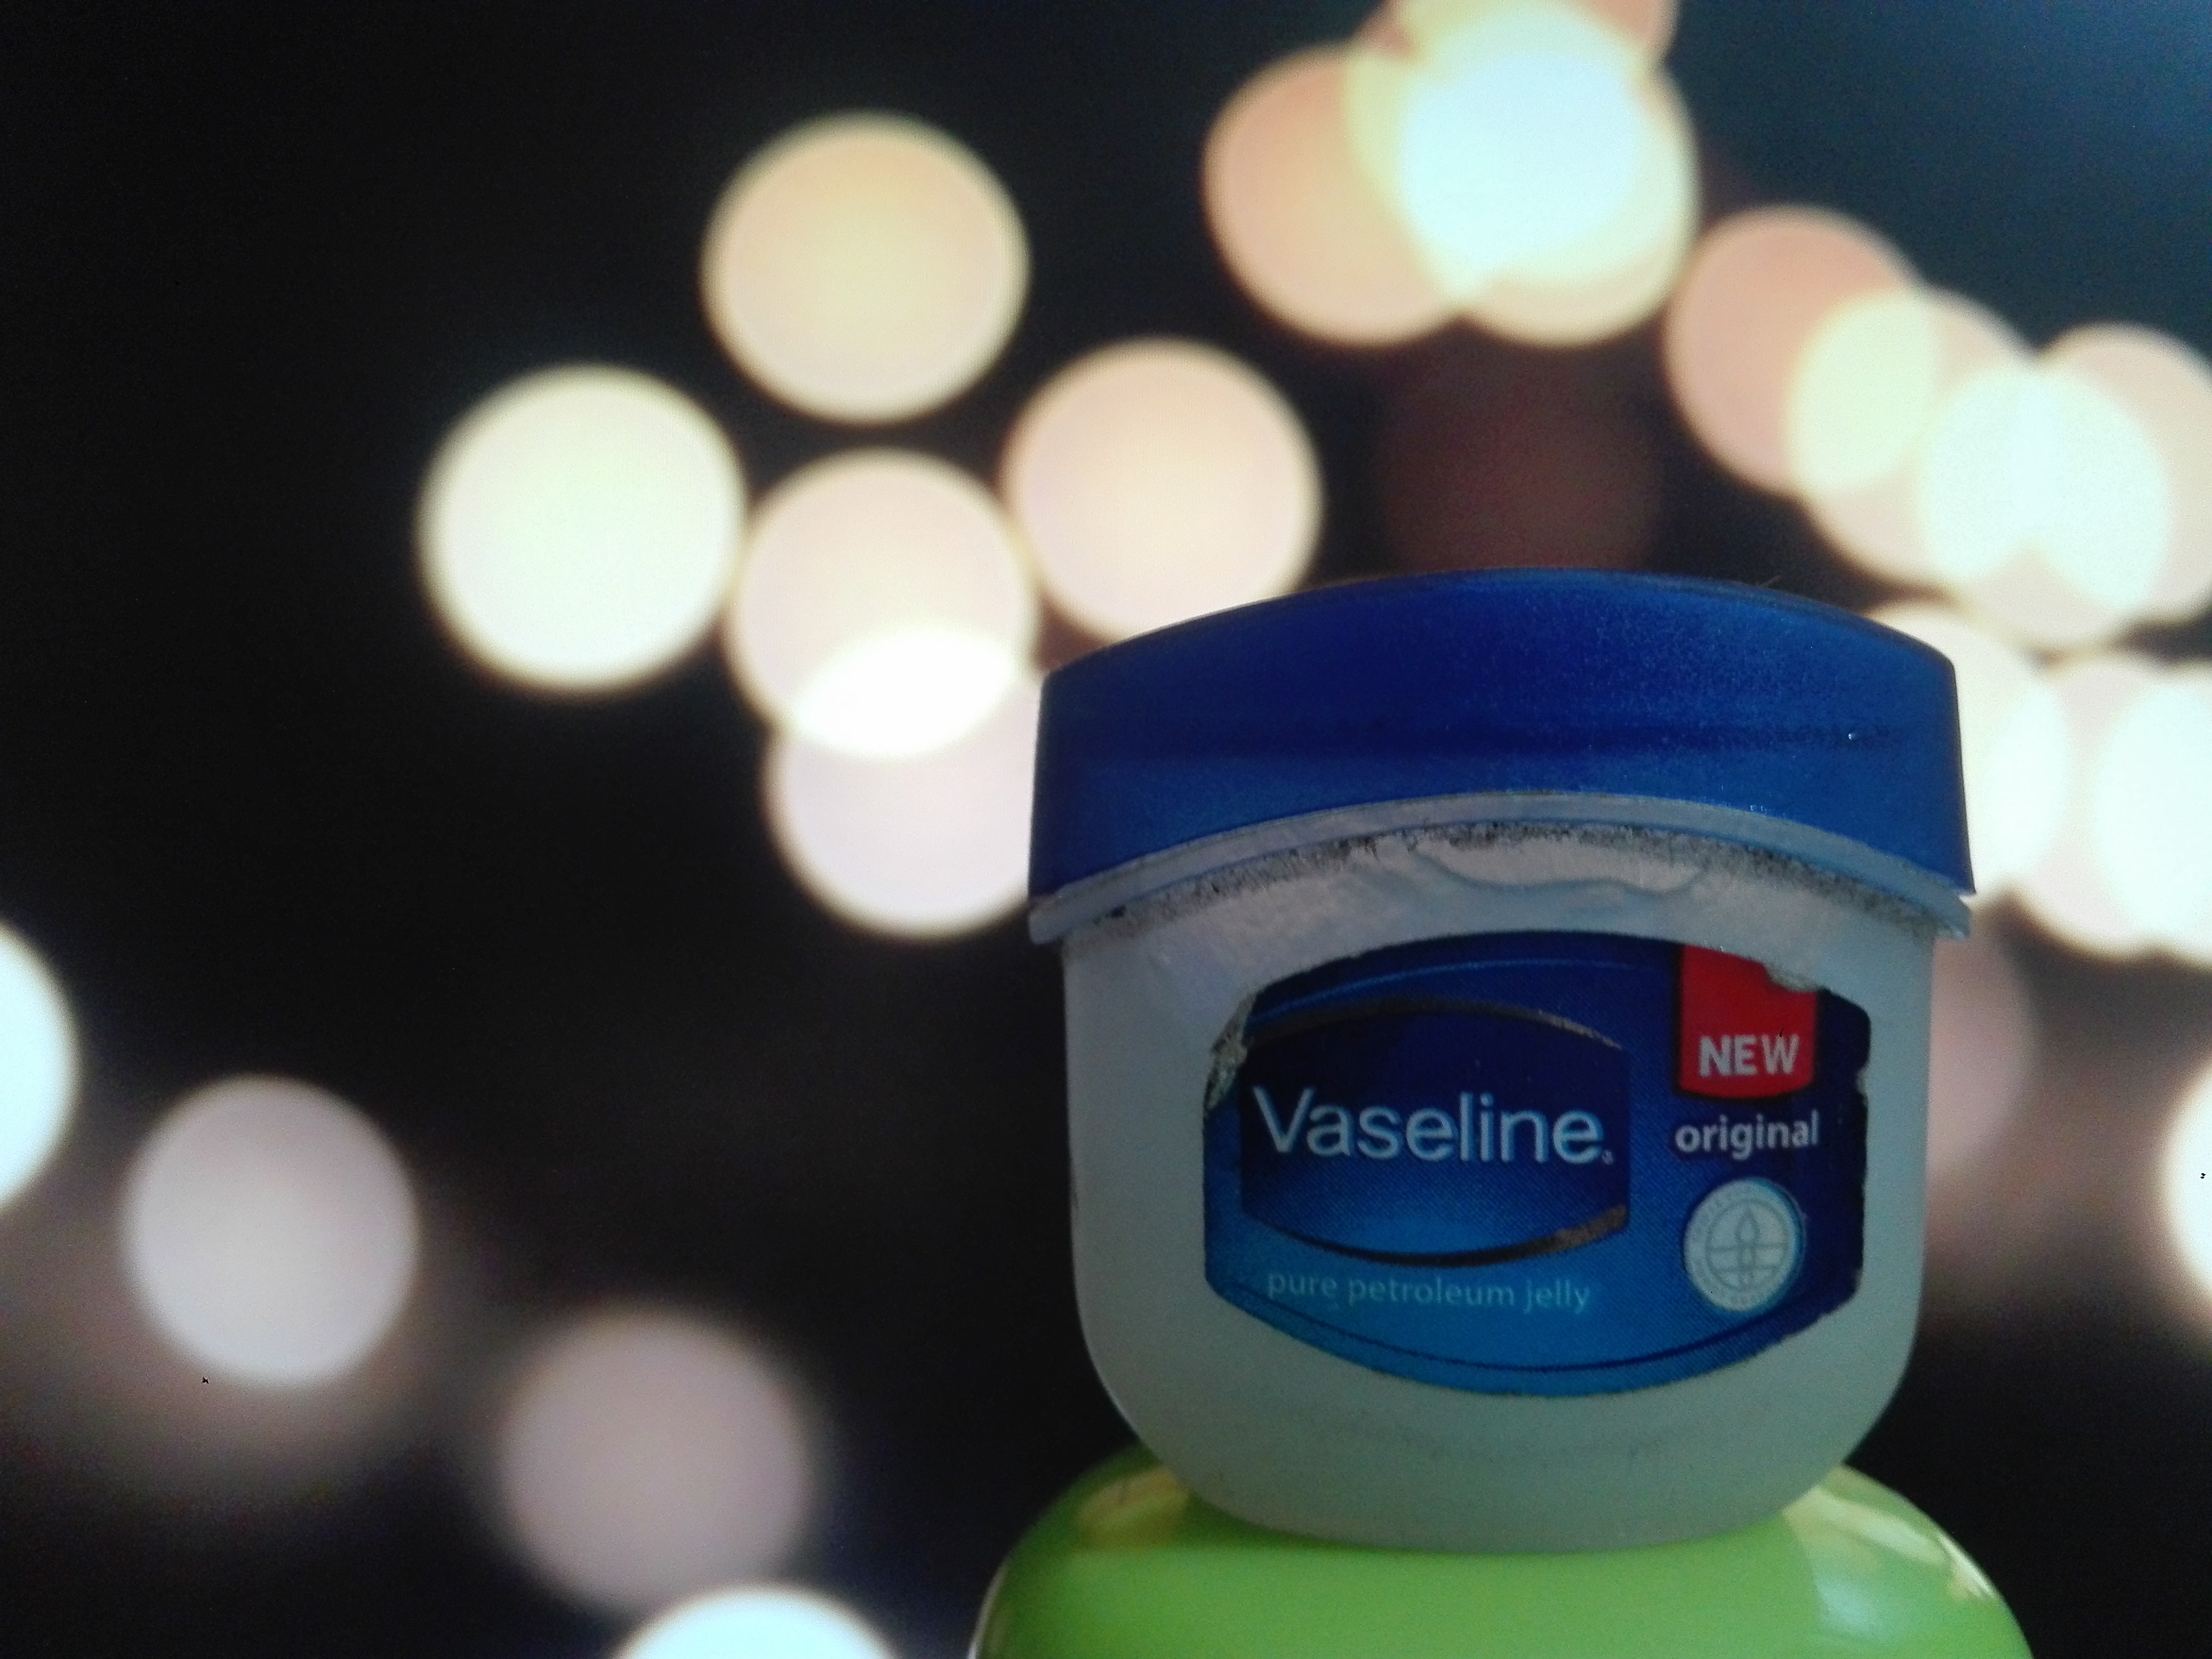 NEW
Vaseline
original
pure petroleum jelly